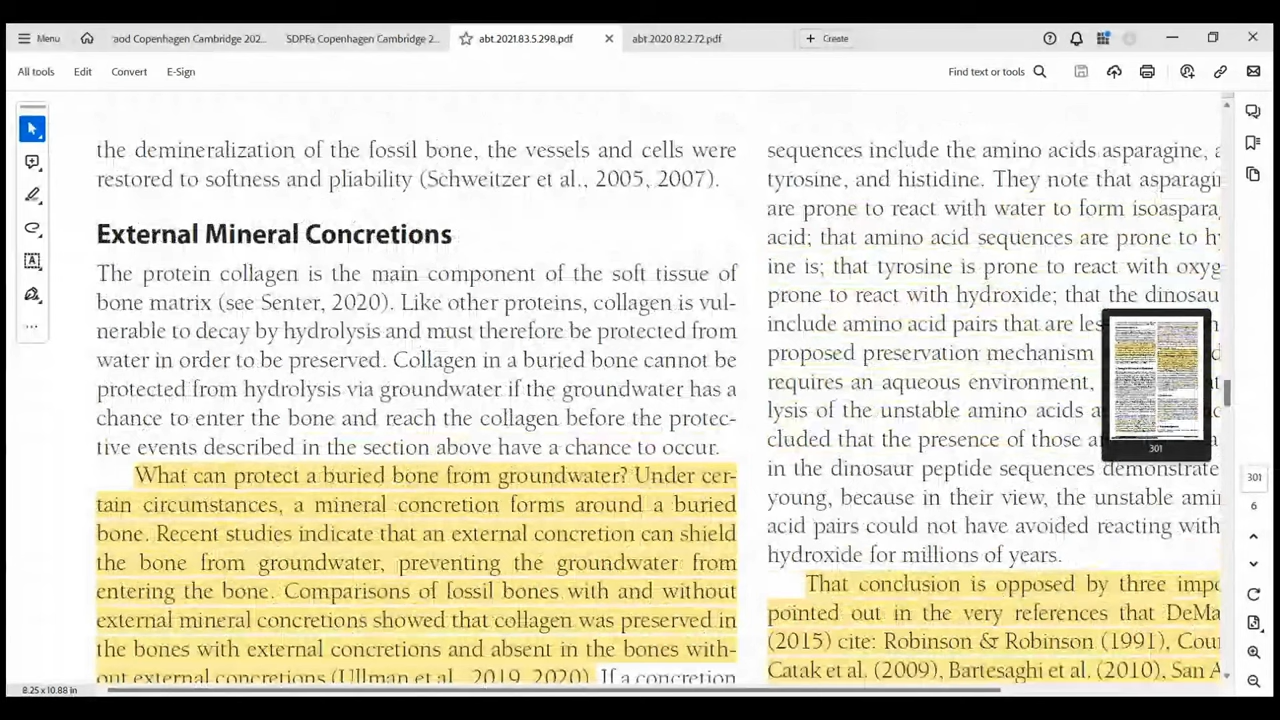 Menu
aod Copenhagen Cambridge 202...
SDPFa Copenhagen Cambridge 2...
abt.2021.83.5.298.pdf
abt.2020 82.2.72.pdf
Create
All tools
Edit
Convert
E-Sign
Find text or tools
the demineralization of the fossil bone, the vessels and cells were
restored to softness and pliability (Schweitzer et al., 2005, 2007).
External Mineral Concretions
The protein collagen is the main component of the soft tissue of
bone matrix (see Senter, 2020). Like other proteins, collagen is vul-
nerable to decay by hydrolysis and must therefore be protected from
water in order to be preserved. Collagen in a buried bone cannot be
protected from hydrolysis via groundwater if the groundwater has a
chance to enter the bone and reach the collagen before the protec-
tive events described in the section above have a chance to occur.
What can protect a buried bone from groundwater? Under cer-
tain circumstances, a mineral concretion forms around a buried
bone. Recent studies indicate that an external concretion can shield
the bone from groundwater, preventing the groundwater from
entering the bone. Comparisons of fossil bones with and without
external mineral concretions showed that collagen was preserved in
the bones with external concretions and absent in the bones with-
out external concretions (Ullman et al., 2019, 2020). If a concretion
sequences include the amino acids asparagine,
tyrosine, and histidine. They note that asparagin
are prone to react with water to form isoaspara
acid; that amino acid sequences are prone to hy
ine is; that tyrosine is prone to react with oxyg
prone to react with hydroxide; that the dinosau
include amino acid pairs that are les
proposed preservation mechanism
requires an aqueous environment,
lysis of the unstable amino acids a
cluded that the presence of those
in the dinosaur peptide sequences demonstrate
young, because in their view, the unstable ami
acid pairs could not have avoided reacting with
hydroxide for millions of years.
That conclusion is opposed by three impo
pointed out in the very references that DeMa
(2015) cite: Robinson & Robinson (1991), Cour
Catak et al. (2009), Bartesaghi et al. (2010), San A
301
301
6
8.25 x 10.88 in